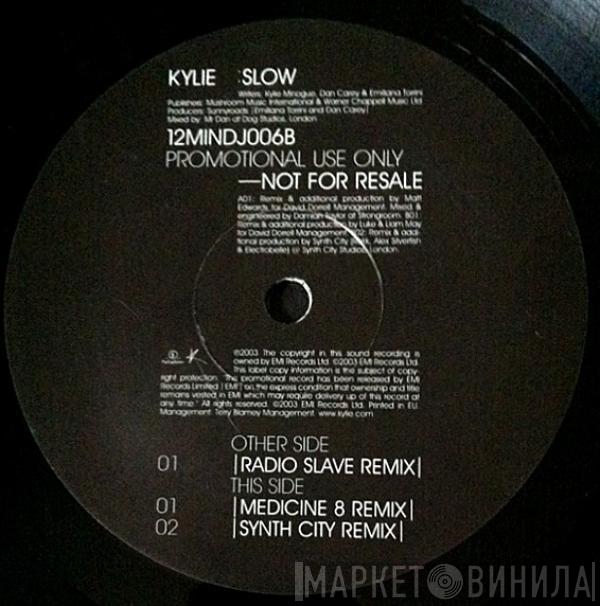 KYLIE :SLOW
Writers: Kylie Minogue, Dan Carey & Emiliana Torrini
Publishers: Mushroom Music International & Warner Chappell Music Ltd
Producers: Sunnyroads |Emiliana Torrini and Dan Carey|
Mixed by: Mr Dan at Dog Studios, London
12MINDJ006B
PROMOTIONAL USE ONLY
—NOT FOR RESALE
A01: Remix & additional production by Matt
Edwards for David Dorrell Management. Mixed &
engineered by Damian Taylor at Strongroom. B01:
Remix & additional production by Luke & Liam May
for David Dorrell Management. B02: Remix & addi-
tional production by Synth City |Mark, Alex Silverfish
& Electrobelle| @ Synth City Studios, London.
Parlophone
℗2003 The copyright in this sound recording is
owned by EMI Records Ltd. ©2003 EMI Records Ltd.
This label copy information is the subject of copy-
right protection. 'The promotional record has been released by EMI
Records Limited |'EMI'| on the express condition that ownership and title
remains vested in EMI which may require delivery up of this record at
any time.' All rights reserved. ©2003 EMI Records Ltd. Printed in EU.
Management: Terry Blamey Management. www.kylie.com
OTHER SIDE
01 |RADIO SLAVE REMIX|
THIS SIDE
01 |MEDICINE 8 REMIX|
02 |SYNTH CITY REMIX|
|МАРКЕТ ВИНИЛА|